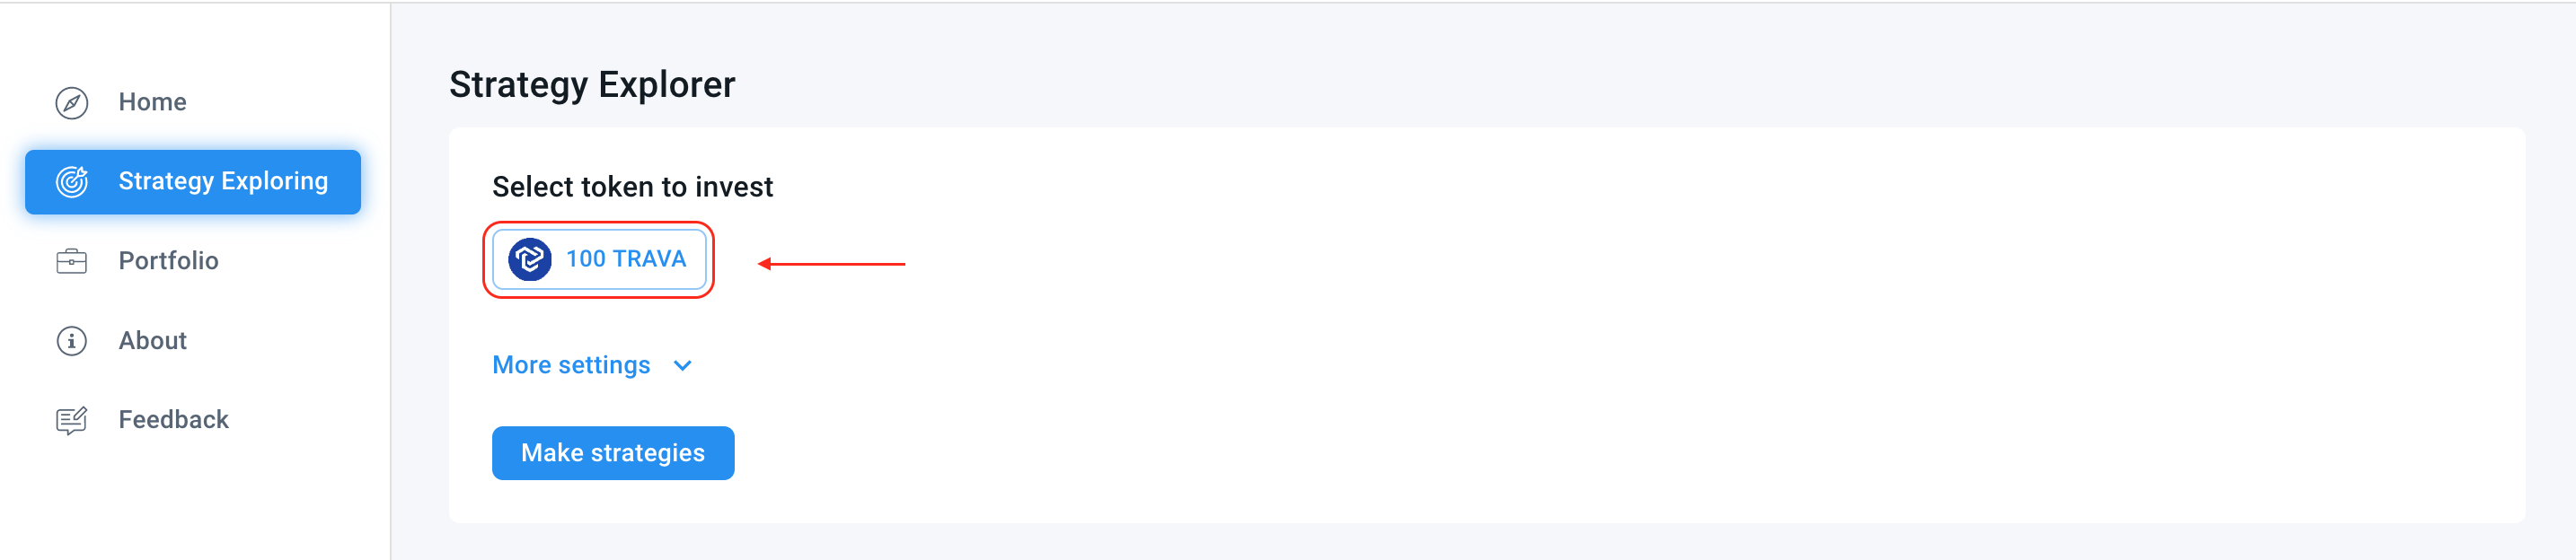 Home
Strategy Exploring
Portfolio
About
Feedback
Strategy Explorer
Select token to invest
100 TRAVA
More settings
Make strategies